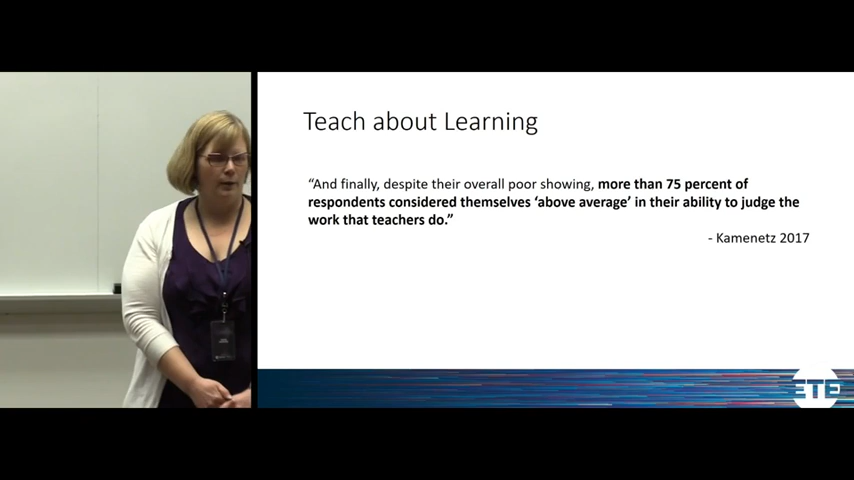 Teach about Learning
“And finally, despite their overall poor showing, more than 75 percent of
respondents considered themselves ‘above average’ in their ability to judge the
work that teachers do.”
- Kamenetz 2017
ETE